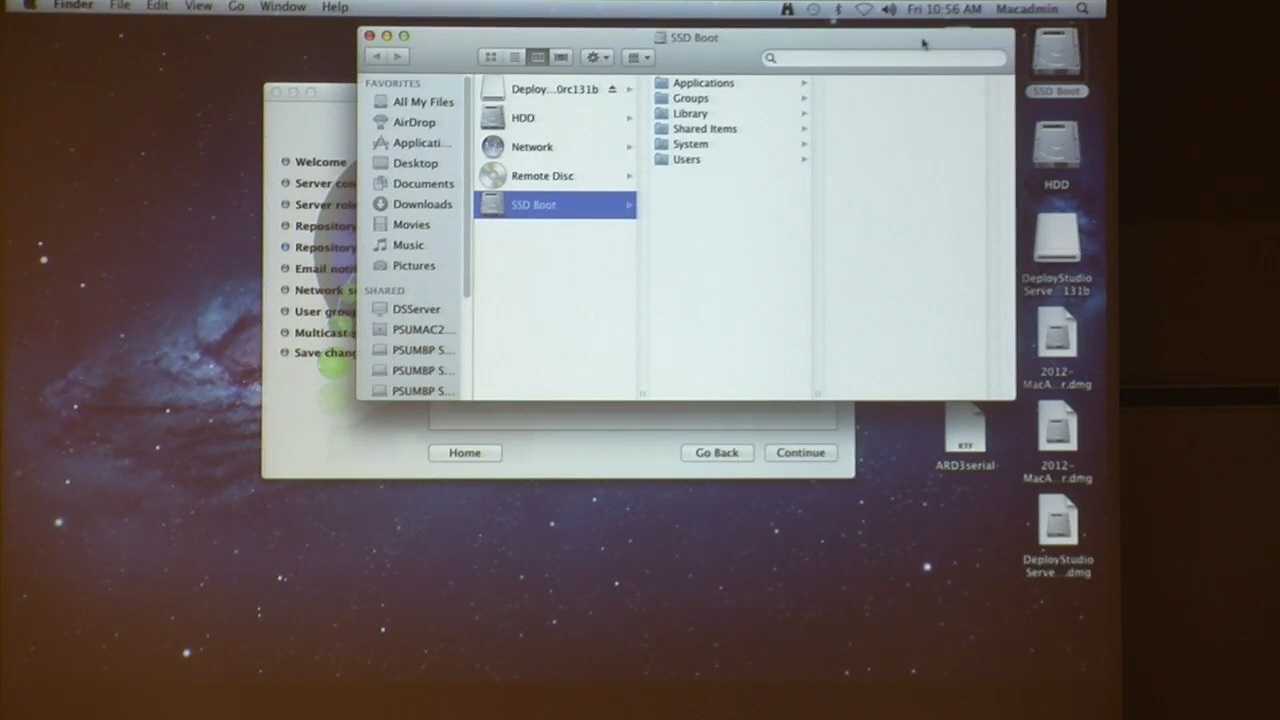 Finder File Edit View Go Window Help
Fri 10:56 AM Macadmin
SSD Boot
FAVORITES
All My Files
AirDrop
Applicati...
Desktop
Documents
Downloads
Movies
Music
Pictures
SHARED
DSServer
PSUMAC2...
PSUMBP S...
PSUMBP S...
PSUMBP S...
Deploy...0rc131b
HDD
Network
Remote Disc
SSD Boot
Applications
Groups
Library
Shared Items
System
Users
Welcome
Server con
Server role
Repository
Repository
Email notif
Network s
User group
Multicast
Save chang
Home
Go Back
Continue
SSD Boot
HDD
DeployStudio
Serve... 131b
2012-
MacA...r.dmg
RTF
ARD3serial-
2012-
MacA...r.dmg
DeployStudio
Serve...dmg